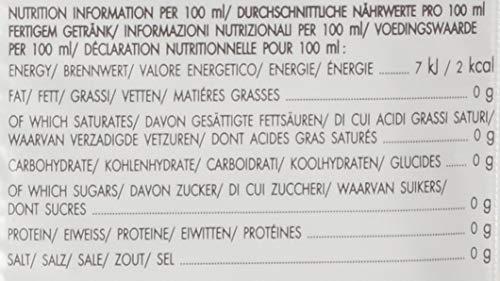 NUTRITION INFORMATION PER 100 ml/ DURCHSCHNITTLICHE NÄHRWERTE PRO 100 ml
FERTIGEM GETRÄNK/ INFORMAZIONI NUTRIZIONALI PER 100 ml/ VOEDINGSWAARDE
PER 100 ml/ DÉCLARATION NUTRITIONNELLE POUR 100 ml :
ENERGY/ BRENNWERT/ VALORE ENERGETICO/ ENERGIE/ ÉNERGIE ......... 7 kJ / 2 kcal
FAT/ FETT/ GRASSI/ VETTEN/ MATIÉRES GRASSES ................................................ 0 g
OF WHICH SATURATES/ DAVON GESÄTTIGTE FETTSÄUREN/ DI CUI ACIDI GRASSI SATURI/
WAARVAN VERZADIGDE VETZUREN/ DONT ACIDES GRAS SATURÉS ...................... 0 g
CARBOHYDRATE/ KOHLENHYDRATE/ CARBOIDRATI/ KOOLHYDRATEN/ GLUCIDES .. 0 g
OF WHICH SUGARS/ DAVON ZUCKER/ DI CUI ZUCCHERI/ WAARVAN SUIKERS/
DONT SUCRES ................................................................................ 0 g
PROTEIN/ EIWEISS/ PROTEINE/ EIWITTEN/ PROTÉINES .................................... 0 g
SALT/ SALZ/ SALE/ ZOUT/ SEL ............................................................ 0 g